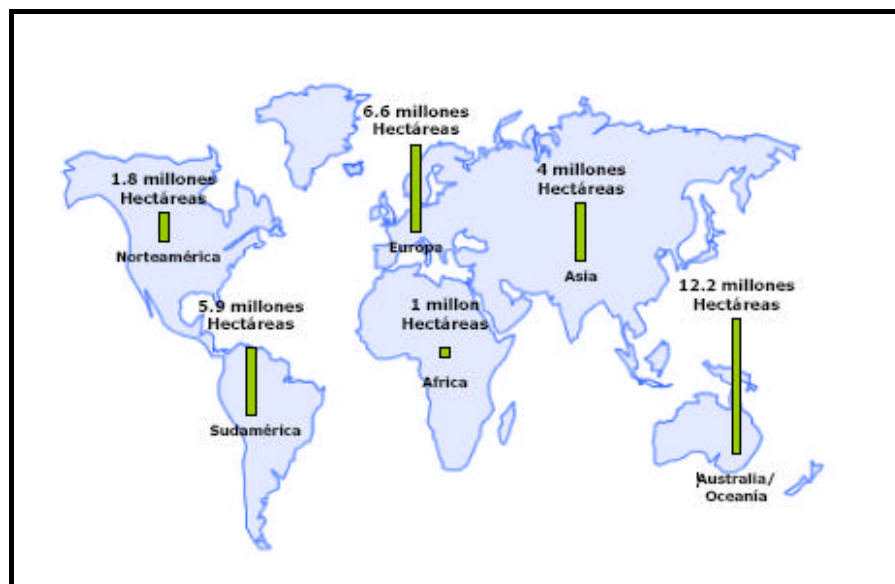 6.6 millones
Hectáreas
Europa
1.8 millones
Hectáreas
Norteamérica
4 millones
Hectáreas
Asia
12.2 millones
Hectáreas
Australia/
Oceanía
5.9 millones
Hectáreas
Sudamérica
1 millon
Hectáreas
Africa